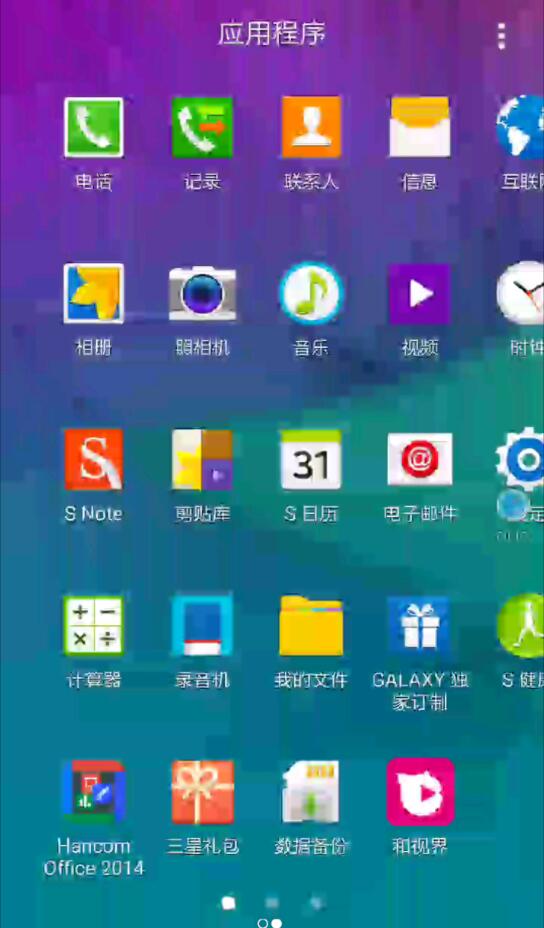 应用程序
电话 记录 联系人 信息 互联
相册 照相机 音乐 视频 时钟
S Note 剪贴库 31 S 日历 @ 电子邮件 定
计算器 录音机 我的文件 GALAXY 独
家订制 S 健
Hancom
Office 2014 三星礼包 数据备份 和视界